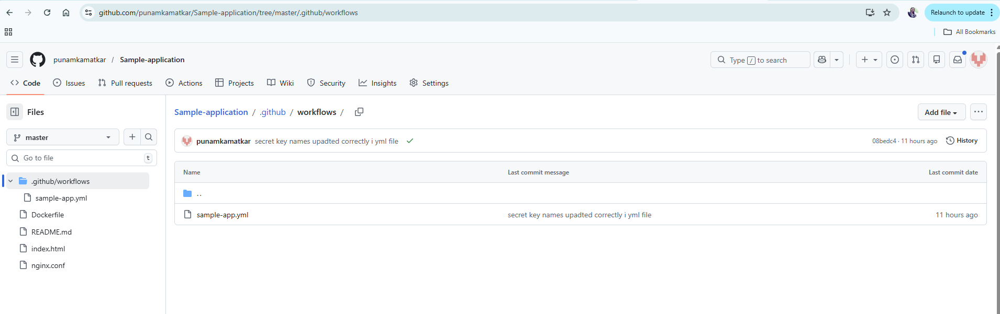 github.com/punamkamatkar/Sample-application/tree/master/.github/workflows
Relaunch to update
All Bookmarks
punamkamatkar / Sample-application
Type / to search
Code Issues Pull requests Actions Projects Wiki Security Insights Settings
Files
Sample-application / .github / workflows /
Add file
master
punamkamatkar secret key names upadted correctly i yml file
08bedc4 · 11 hours ago History
Go to file t
Name Last commit message Last commit date
.github/workflows
..
sample-app.yml
sample-app.yml secret key names upadted correctly i yml file 11 hours ago
Dockerfile
README.md
index.html
nginx.conf